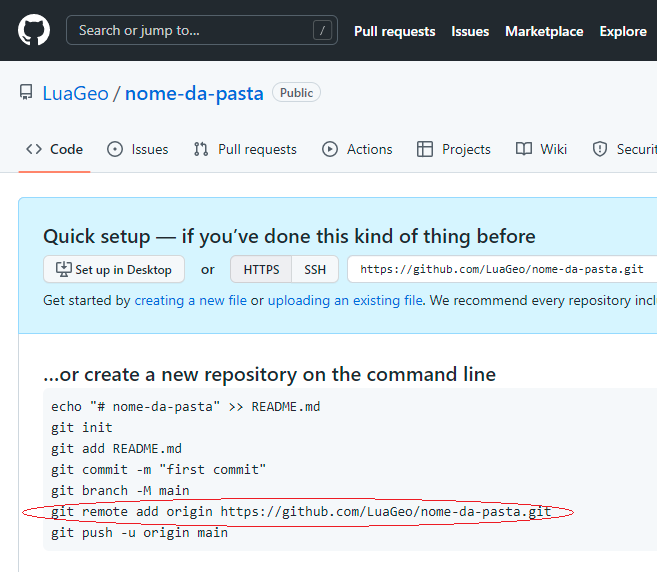 Search or jump to... / Pull requests Issues Marketplace Explore
LuaGeo / nome-da-pasta Public
<> Code Issues Pull requests Actions Projects Wiki Securit
Quick setup — if you’ve done this kind of thing before
Set up in Desktop or HTTPS SSH https://github.com/LuaGeo/nome-da-pasta.git
Get started by creating a new file or uploading an existing file. We recommend every repository incl
...or create a new repository on the command line
echo "# nome-da-pasta" >> README.md
git init
git add README.md
git commit -m "first commit"
git branch -M main
git remote add origin https://github.com/LuaGeo/nome-da-pasta.git
git push -u origin main